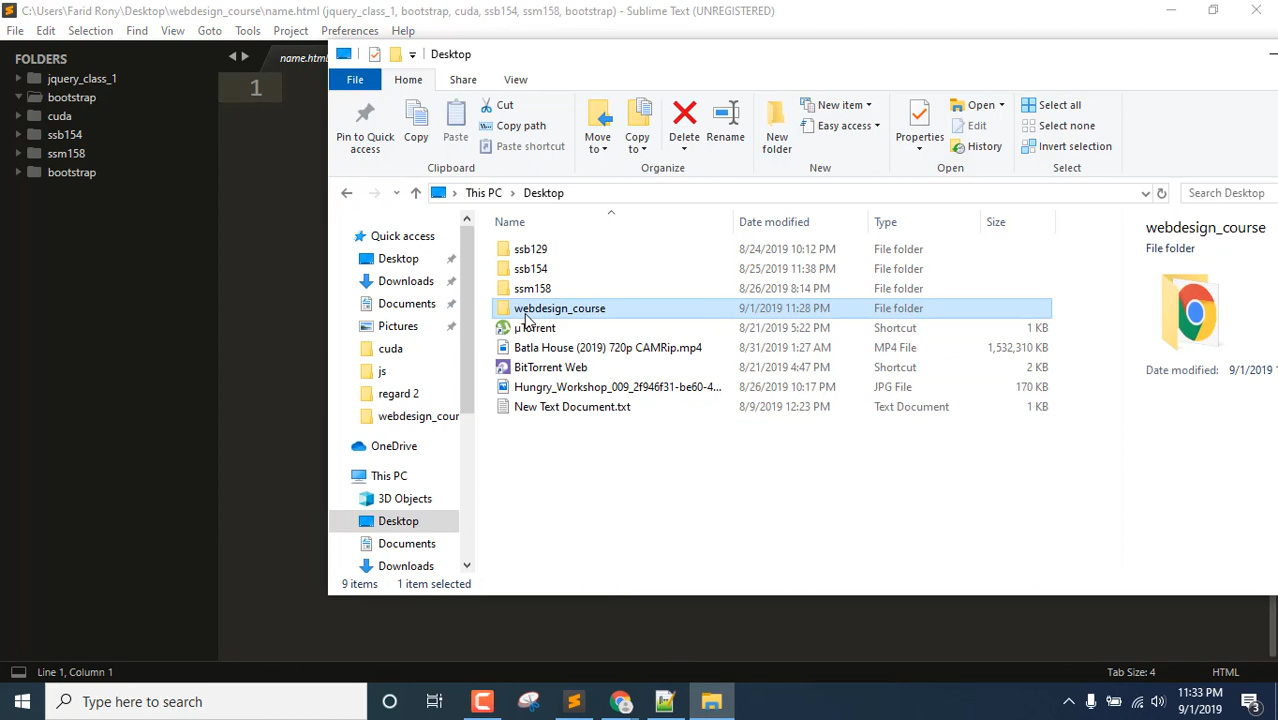 C:\Users\Farid Rony\Desktop\webdesign_course\name.html (jquery_class_1, bootstrap, cuda, ssb154, ssm158, bootstrap) - Sublime Text (UNREGISTERED)
File Edit Selection Find View Goto Tools Project Preferences Help
FOLDERS
jquery_class_1
bootstrap
cuda
ssb154
ssm158
bootstrap
name.html
1
Desktop
File Home Share View
Pin to Quick access
Copy
Paste
Cut
Copy path
Paste shortcut
Clipboard
Move to
Copy to
Delete
Rename
Organize
New folder
New item
Easy access
New
Properties
Open
Edit
History
Open
Select all
Select none
Invert selection
Select
This PC > Desktop
Search Desktop
Quick access
Desktop
Downloads
Documents
Pictures
cuda
js
regard 2
webdesign_cour
OneDrive
This PC
3D Objects
Desktop
Documents
Downloads
Name Date modified Type Size
ssb129 8/24/2019 10:12 PM File folder
ssb154 8/25/2019 11:38 PM File folder
ssm158 8/26/2019 8:14 PM File folder
webdesign_course 9/1/2019 11:28 PM File folder
µTorrent 8/21/2019 5:22 PM Shortcut 1 KB
Batla House (2019) 720p CAMRip.mp4 8/31/2019 1:27 AM MP4 File 1,532,310 KB
BitTorrent Web 8/21/2019 4:47 PM Shortcut 2 KB
Hungry_Workshop_009_2f946f31-be60-4... 8/26/2019 10:17 PM JPG File 170 KB
New Text Document.txt 8/9/2019 12:23 PM Text Document 1 KB
webdesign_course
File folder
Date modified: 9/1/2019
9 items 1 item selected
Line 1, Column 1
Tab Size: 4
HTML
Type here to search
11:33 PM
9/1/2019
3